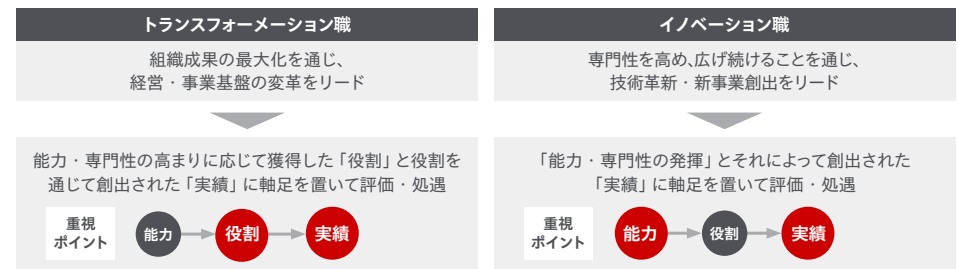 トランスフォーメーション職
組織成果の最大化を通じ、
経営・事業基盤の変革をリード
能力・専門性の高まりに応じて獲得した「役割」と役割を
通じて創出された「実績」に軸足を置いて評価・処遇
重視
ポイント
能力
役割
実績
イノベーション職
専門性を高め、広げ続けることを通じ、
技術革新・新事業創出をリード
「能力・専門性の発揮」とそれによって創出された
「実績」に軸足を置いて評価・処遇
重視
ポイント
能力
役割
実績